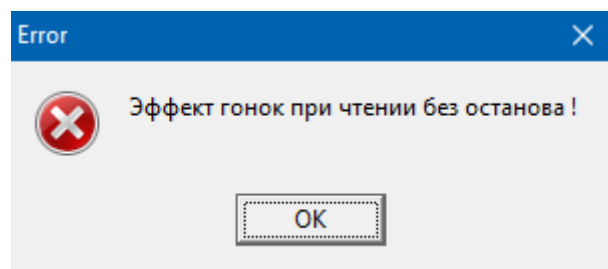 Error
Эффект гонок при чтении без останова !
OK